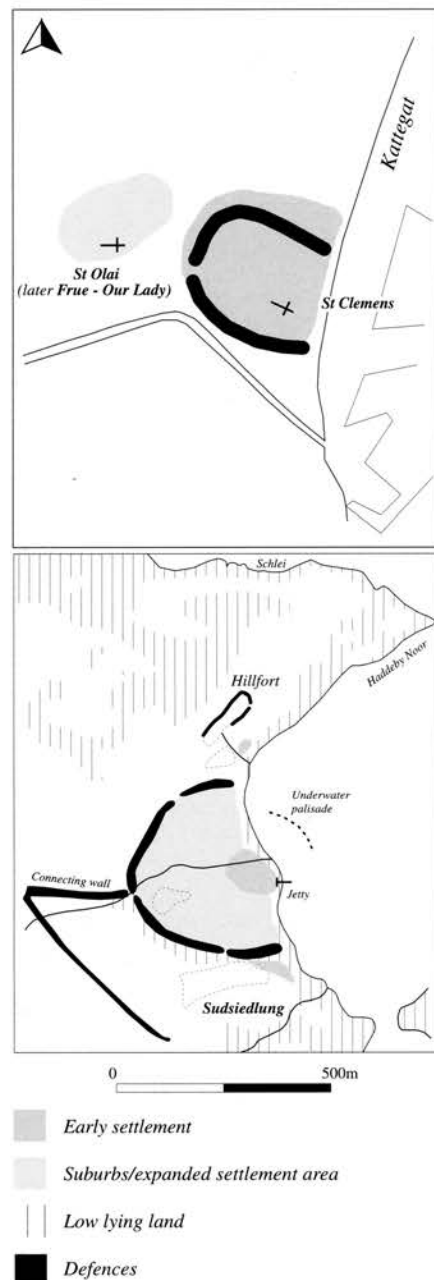 Kattegat
St Olai
(later Frue - Our Lady)
St Clemens
Schlei
Haddeby Noor
Hillfort
Underwater
palisade
Connecting wall
Jetty
Sudsiedlung
0
500m
Early settlement
Suburbs/expanded settlement area
Low lying land
Defences